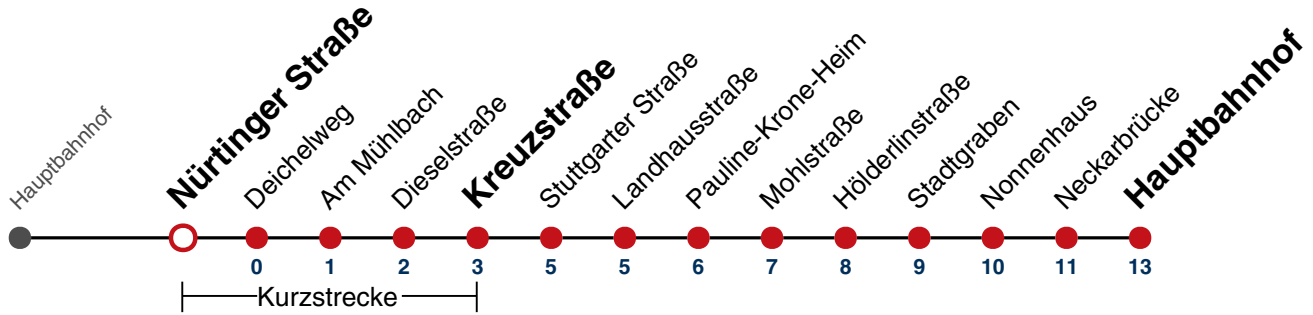 Hauptbahnhof
Nürtinger Straße
Deichelweg
Am Mühlbach
Dieselstraße
Kreuzstraße
Stuttgarter Straße
Landhausstraße
Pauline-Krone-Heim
Mohlstraße
Hölderlinstraße
Stadtgraben
Nonnenhaus
Neckarbrücke
Hauptbahnhof
0 1 2 3 5 5 6 7 8 9 10 11 13
Kurzstrecke